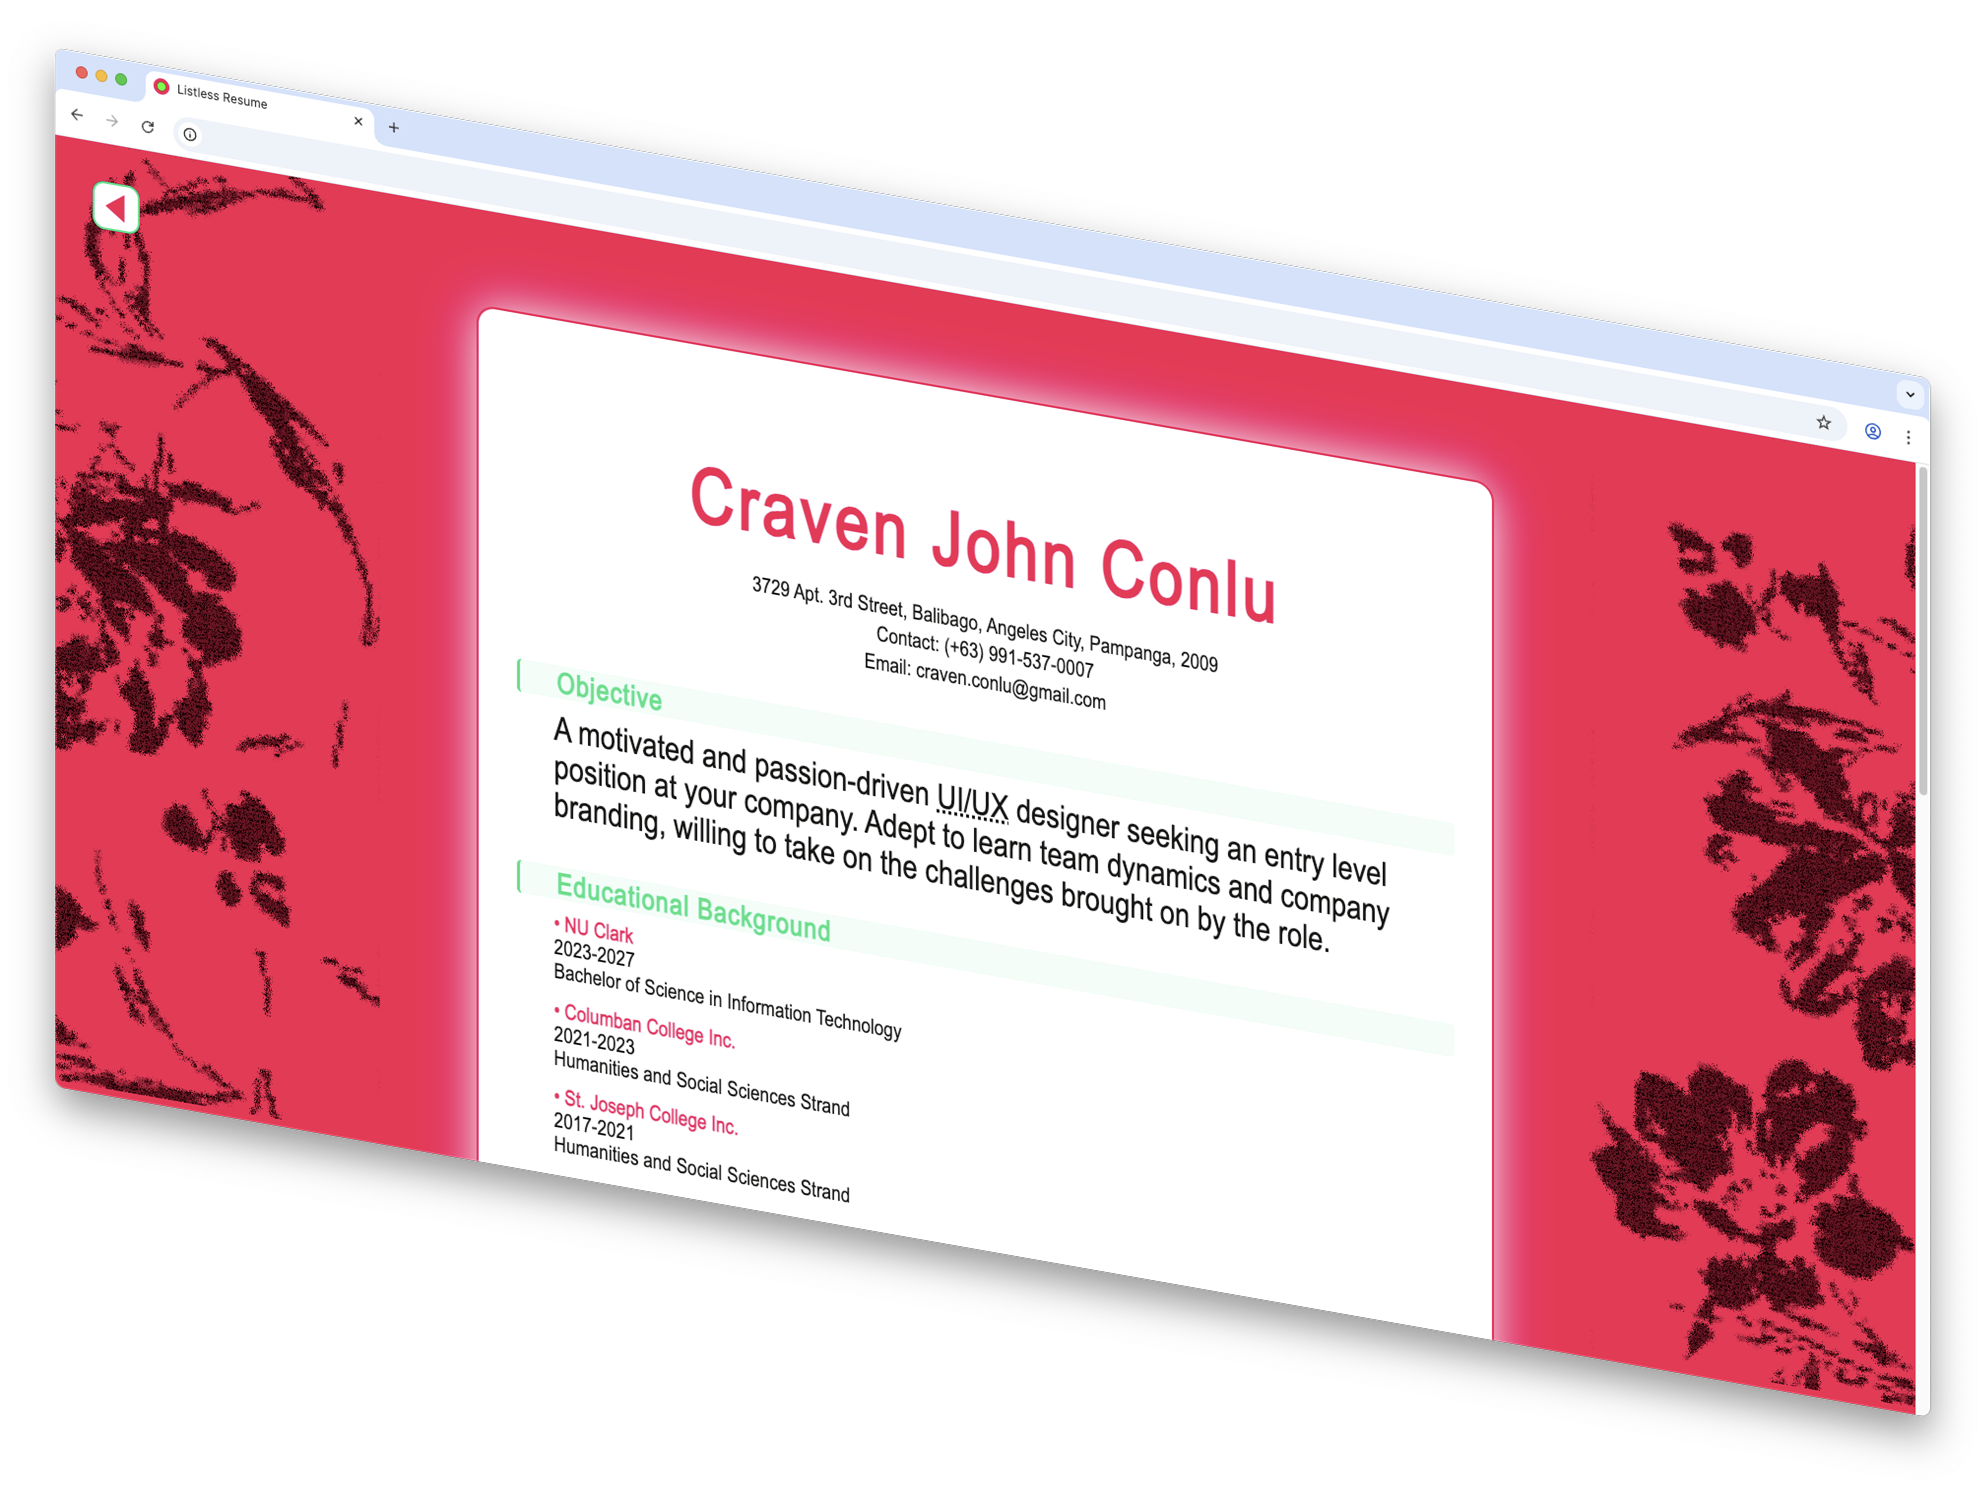 Listless Resume
Craven John Conlu
3729 Apt. 3rd Street, Balibago, Angeles City, Pampanga, 2009
Contact: (+63) 991-537-0007
Email: craven.conlu@gmail.com
Objective
A motivated and passion-driven UI/UX designer seeking an entry level
position at your company. Adept to learn team dynamics and company
branding, willing to take on the challenges brought on by the role.
Educational Background
• NU Clark
2023-2027
Bachelor of Science in Information Technology
• Columban College Inc.
2021-2023
Humanities and Social Sciences Strand
• St. Joseph College Inc.
2017-2021
Humanities and Social Sciences Strand